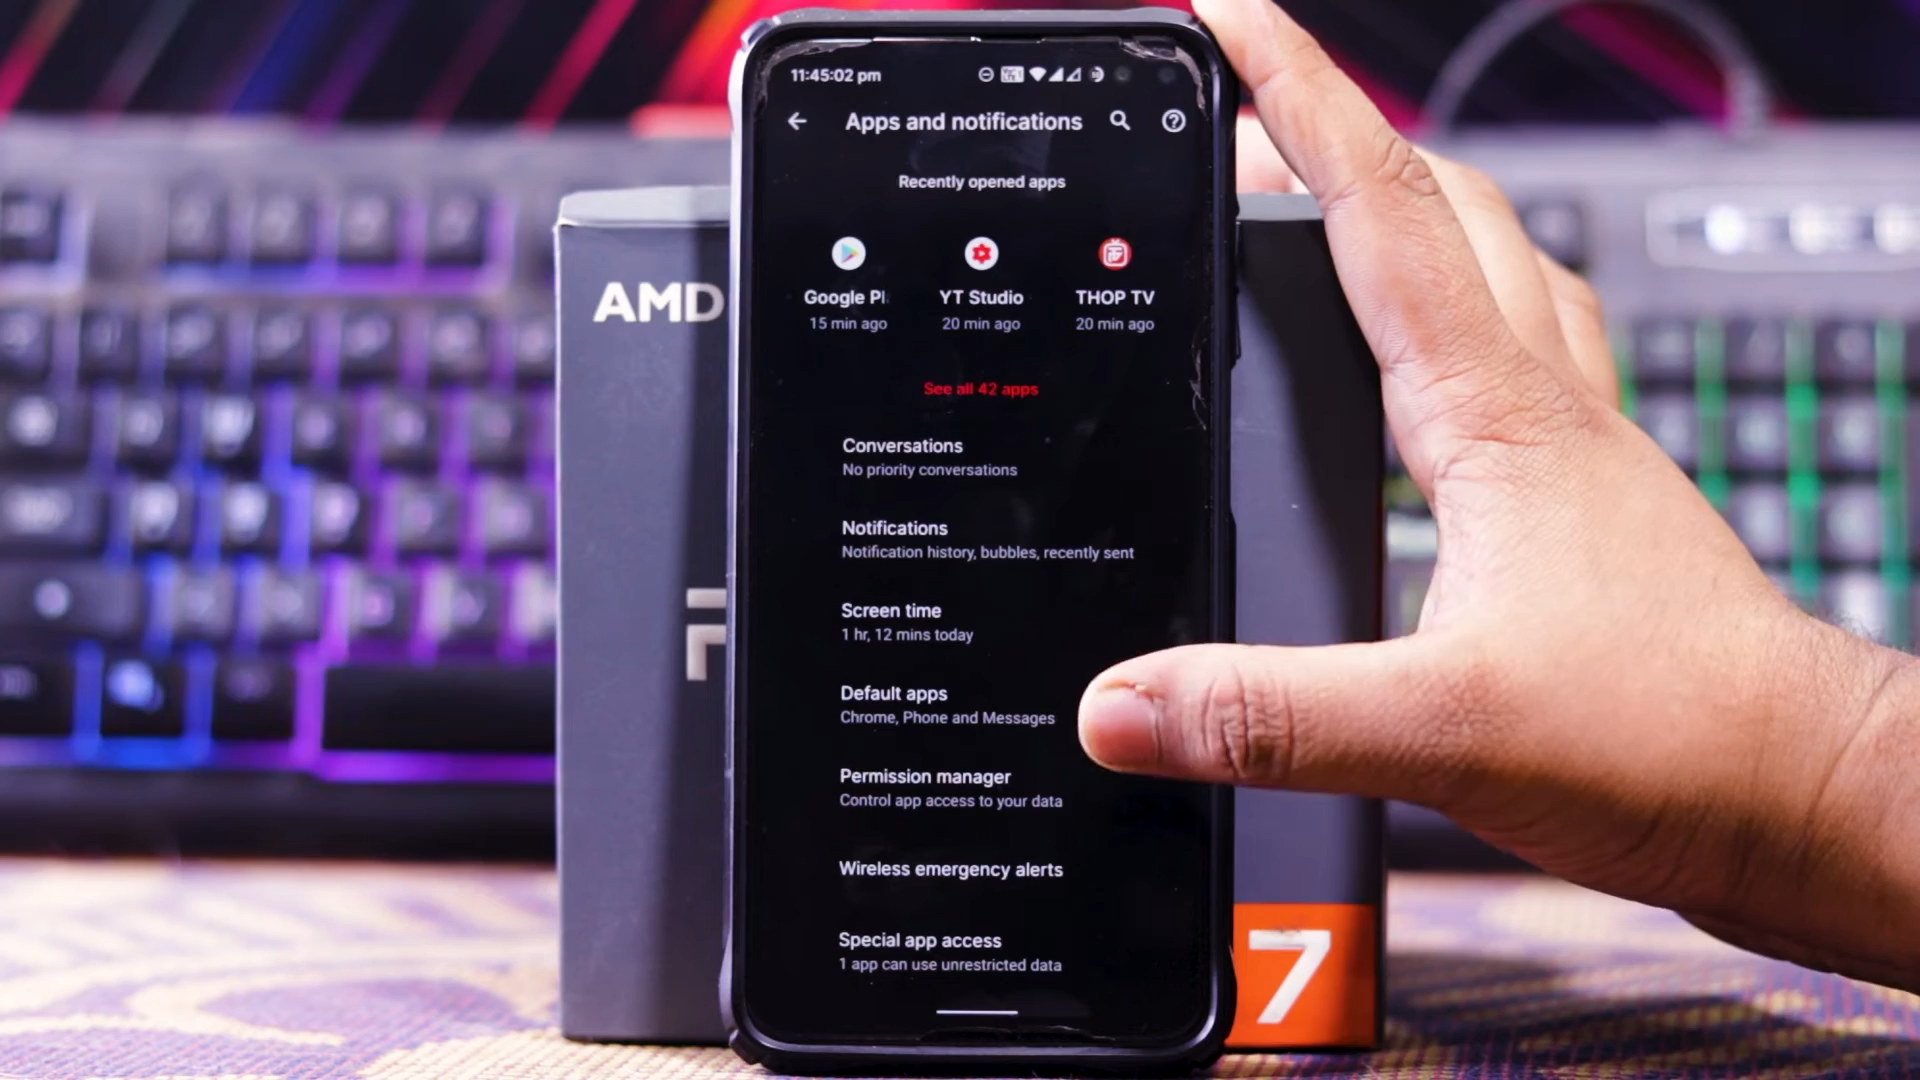 11:45:02 pm
Apps and notifications
Recently opened apps
Google Pl
15 min ago
YT Studio
20 min ago
THOP TV
20 min ago
See all 42 apps
Conversations
No priority conversations
Notifications
Notification history, bubbles, recently sent
Screen time
1 hr, 12 mins today
Default apps
Chrome, Phone and Messages
Permission manager
Control app access to your data
Wireless emergency alerts
Special app access
1 app can use unrestricted data
AMD
7